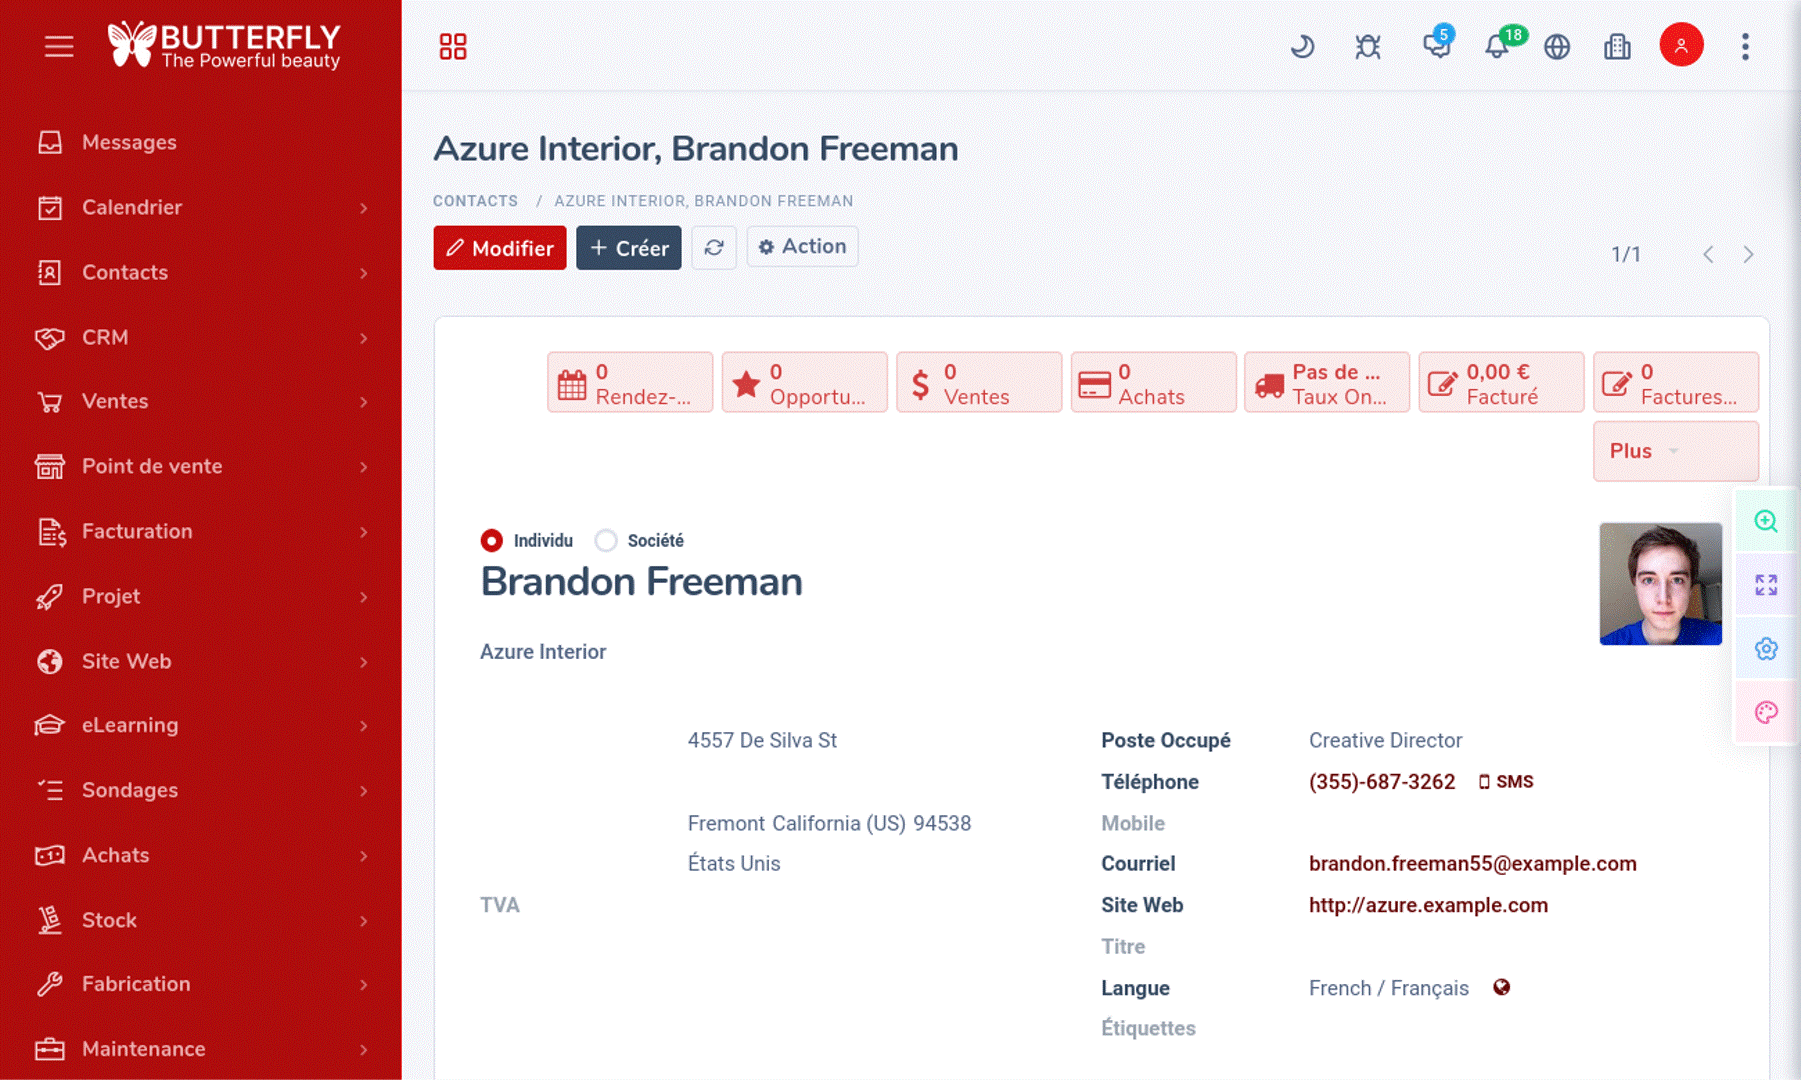 BUTTERFLY
The Powerful beauty
5
18
Messages
Calendrier
Contacts
CRM
Ventes
Point de vente
Facturation
Projet
Site Web
eLearning
Sondages
Achats
Stock
Fabrication
Maintenance
Azure Interior, Brandon Freeman
CONTACTS / AZURE INTERIOR, BRANDON FREEMAN
Modifier
Créer
Action
1/1
0
Rendez-...
0
Opportu...
0
Ventes
0
Achats
Pas de ...
Taux On...
0,00 €
Facturé
0
Factures...
Plus
Individu
Société
Brandon Freeman
Azure Interior
4557 De Silva St
Fremont California (US) 94538
États Unis
TVA
Poste Occupé Creative Director
Téléphone (355)-687-3262 SMS
Mobile
Courriel brandon.freeman55@example.com
Site Web http://azure.example.com
Titre
Langue French / Français
Étiquettes